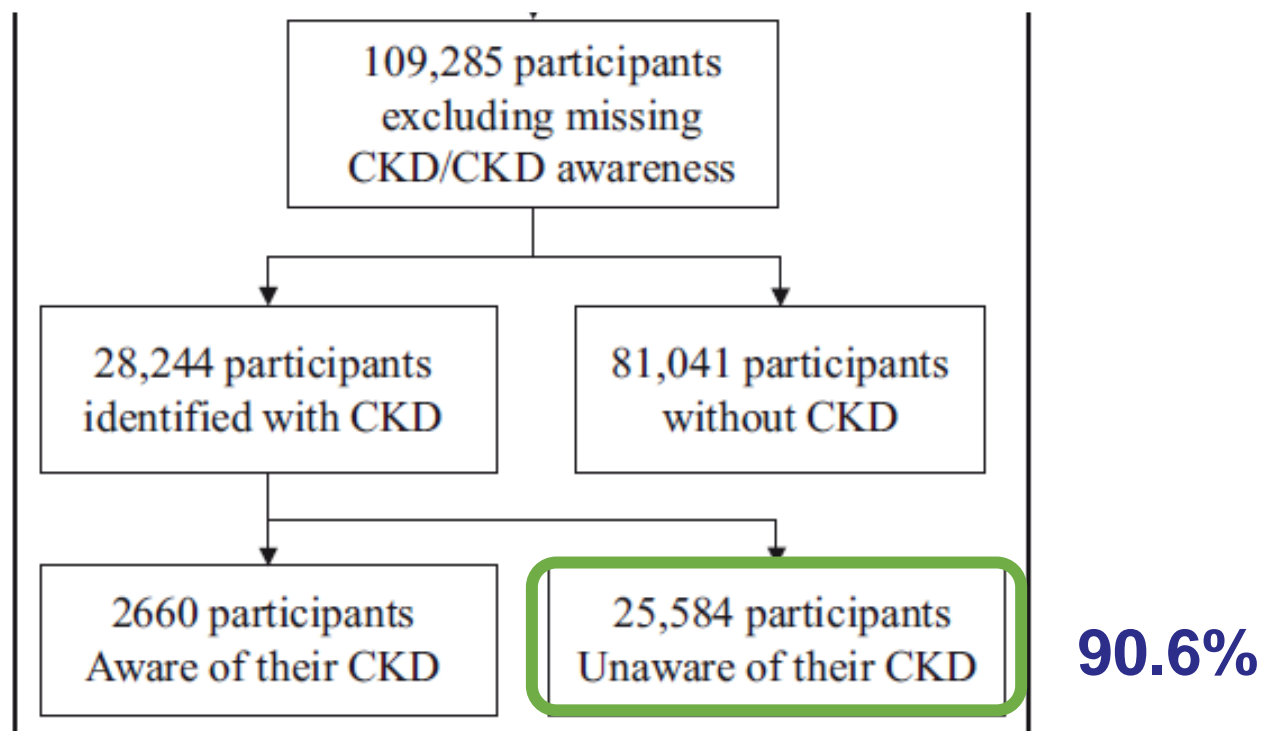 109,285 participants
excluding missing
CKD/CKD awareness
28,244 participants
identified with CKD
81,041 participants
without CKD
2660 participants
Aware of their CKD
25,584 participants
Unaware of their CKD
90.6%